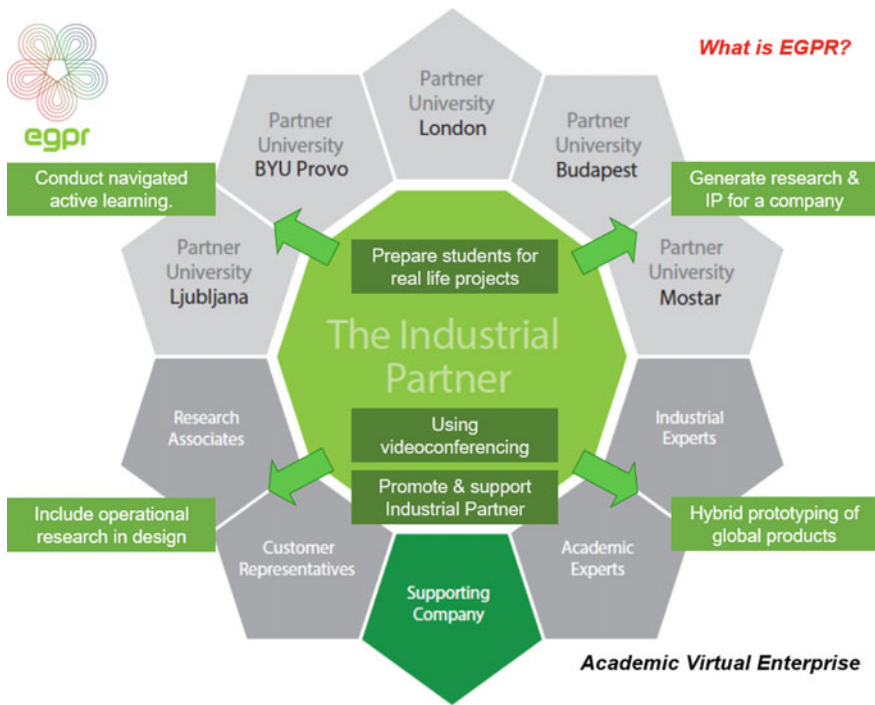 What is EGPR?
egpr
Partner
University
London
Partner
University
BYU Provo
Partner
University
Budapest
Conduct navigated
active learning.
Generate research &
IP for a company
Prepare students for
real life projects
Partner
University
Ljubljana
Partner
University
Mostar
The Industrial
Partner
Research
Associates
Using
videoconferencing
Industrial
Experts
Promote & support
Industrial Partner
Include operational
research in design
Hybrid prototyping of
global products
Customer
Representatives
Academic
Experts
Supporting
Company
Academic Virtual Enterprise